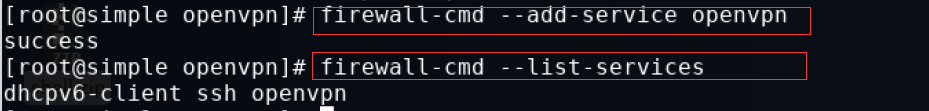 [root@simple openvpn]# firewall-cmd --add-service openvpn
success
[root@simple openvpn]# firewall-cmd --list-services
dhcpv6-client ssh openvpn